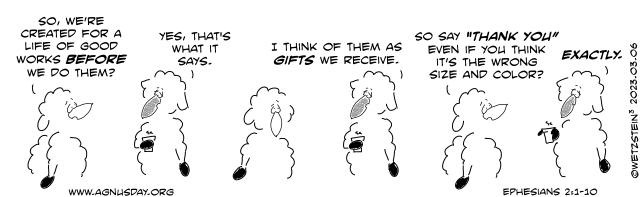 SO, WE'RE
CREATED FOR A
LIFE OF GOOD
WORKS BEFORE
WE DO THEM?
YES, THAT'S
WHAT IT
SAYS.
I THINK OF THEM AS
GIFTS WE RECEIVE.
SO SAY "THANK YOU"
EVEN IF YOU THINK
IT'S THE WRONG
SIZE AND COLOR?
EXACTLY.
©WETZSTEIN³ 2023.03.06
WWW.AGNUSDAY.ORG
EPHESIANS 2:1-10